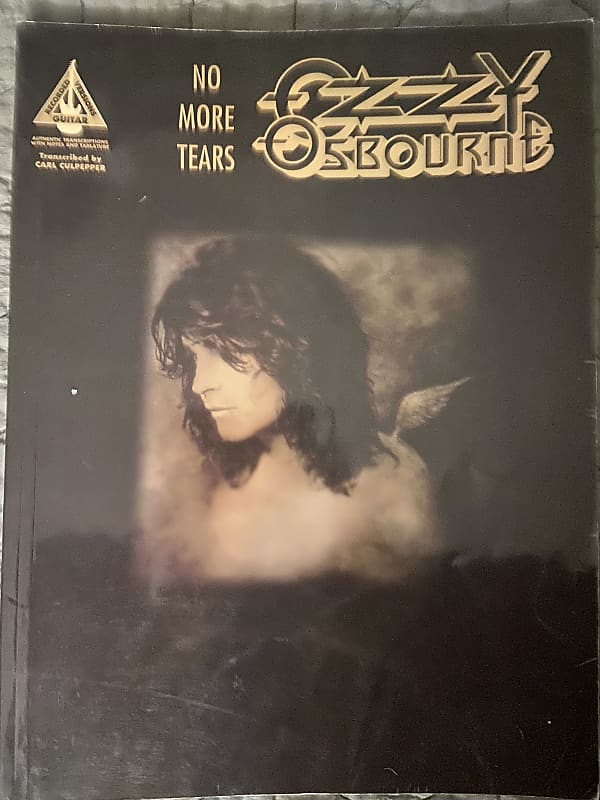 RECORDED VERSIONS
GUITAR
AUTHENTIC TRANSCRIPTIONS
WITH NOTES AND TABLATURE
Transcribed by
CARL CULPEPPER
NO
MORE
TEARS
OZZY
OSBOURNE